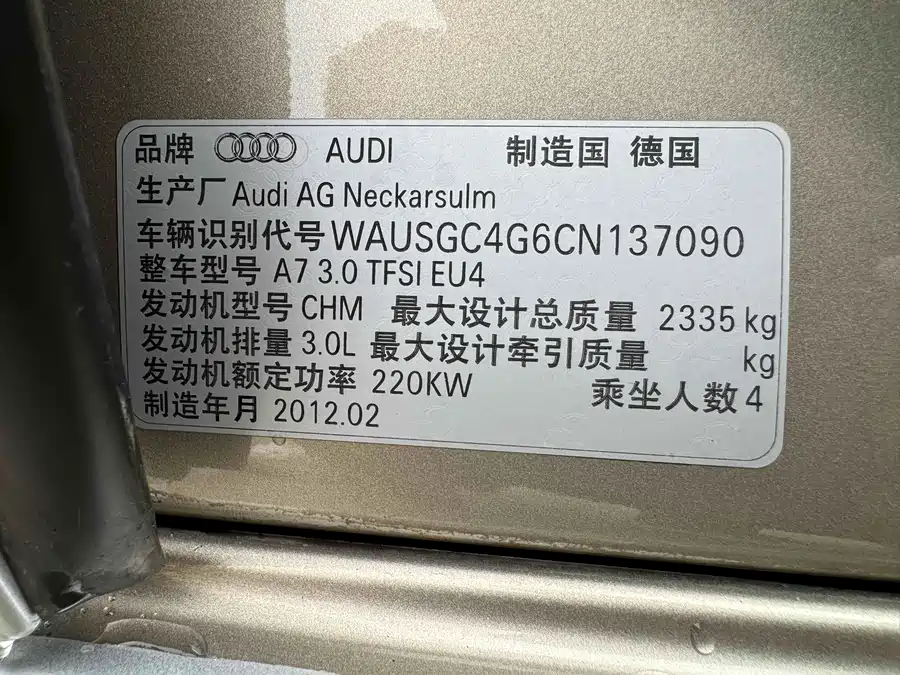 品牌 AUDI 制造国 德国
生产厂 Audi AG Neckarsulm
车辆识别代号 WAUSGC4G6CN137090
整车型号 A7 3.0 TFSI EU4
发动机型号 CHM 最大设计总质量 2335 kg
发动机排量 3.0L 最大设计牵引质量 kg
发动机额定功率 220KW 乘坐人数 4
制造年月 2012.02